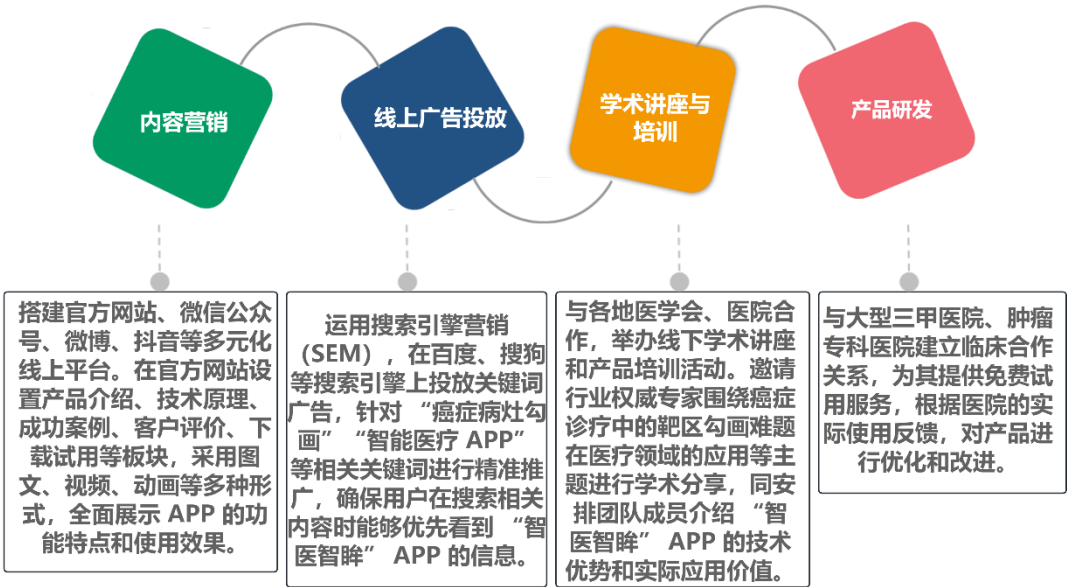 内容营销
线上广告投放
学术讲座与
培训
产品研发
搭建官方网站、微信公众
号、微博、抖音等多元化
线上平台。在官方网站设
置产品介绍、技术原理、
成功案例、客户评价、下
载试用等板块，采用图
文、视频、动画等多种形
式，全面展示 APP 的功
能特点和使用效果。
运用搜索引擎营销
（SEM），在百度、搜狗
等搜索引擎上投放关键词
广告，针对 “癌症病灶勾
画”“智能医疗 APP”
等相关关键词进行精准推
广，确保用户在搜索相关
内容时能够优先看到 “智
医智眸” APP 的信息。
与各地医学会、医院合
作，举办线下学术讲座
和产品培训活动。邀请
行业权威专家围绕癌症
诊疗中的靶区勾画难题
在医疗领域的应用等主
题进行学术分享，同安
排团队成员介绍 “智
医智眸” APP 的技术
优势和实际应用价值。
与大型三甲医院、肿瘤
专科医院建立临床合作
关系，为其提供免费试
用服务，根据医院的实
际使用反馈，对产品进
行优化和改进。